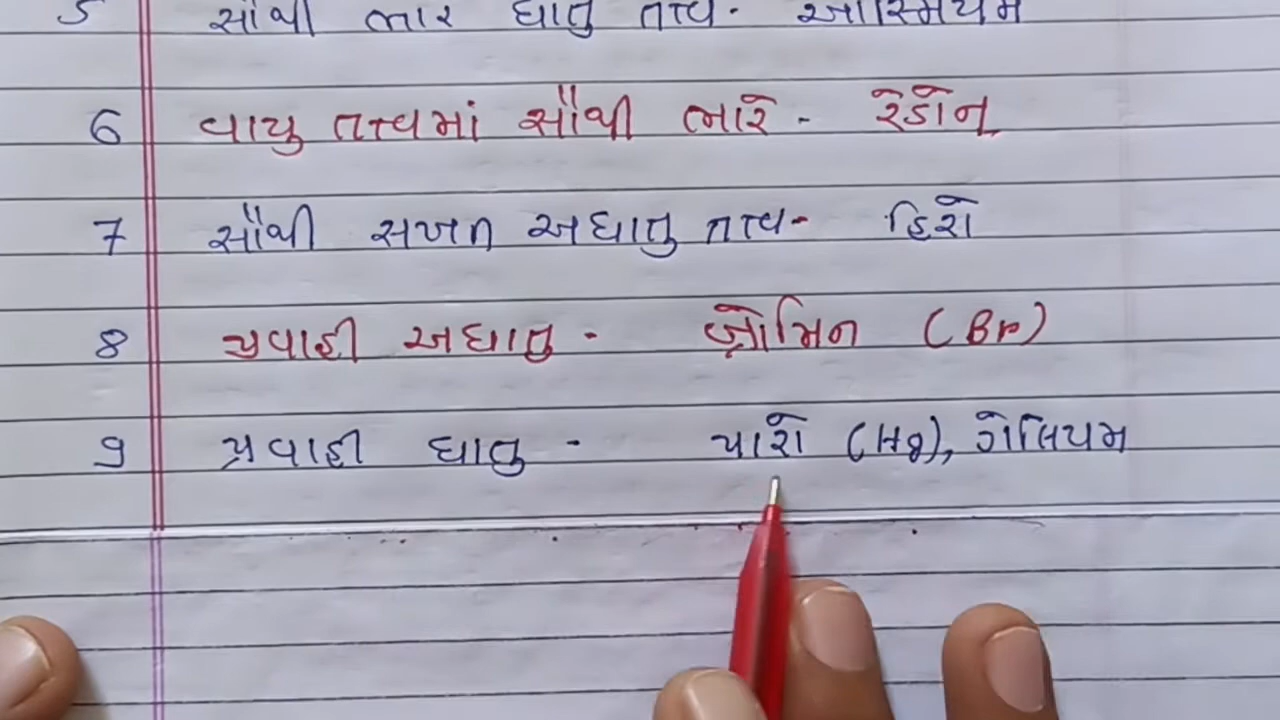 5 સૌથી ભારે ધાતુ તત્વ - ઓસ્મિયમ
6 વાયુ તત્વમાં સૌથી ભારે - રેડોન
7 સૌથી સખત અધાતુ તત્વ - હિરો
8 પ્રવાહી અધાતુ - બ્રોમિન (Br)
9 પ્રવાહી ધાતુ - પારો (Hg), ગેલિયમ